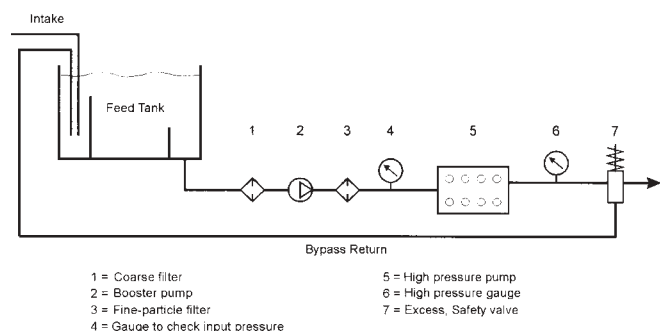 Intake
Feed Tank
1 2 3 4 5 6 7
Bypass Return
1 = Coarse filter
2 = Booster pump
3 = Fine-particle filter
4 = Gauge to check input pressure
5 = High pressure pump
6 = High pressure gauge
7 = Excess, Safety valve